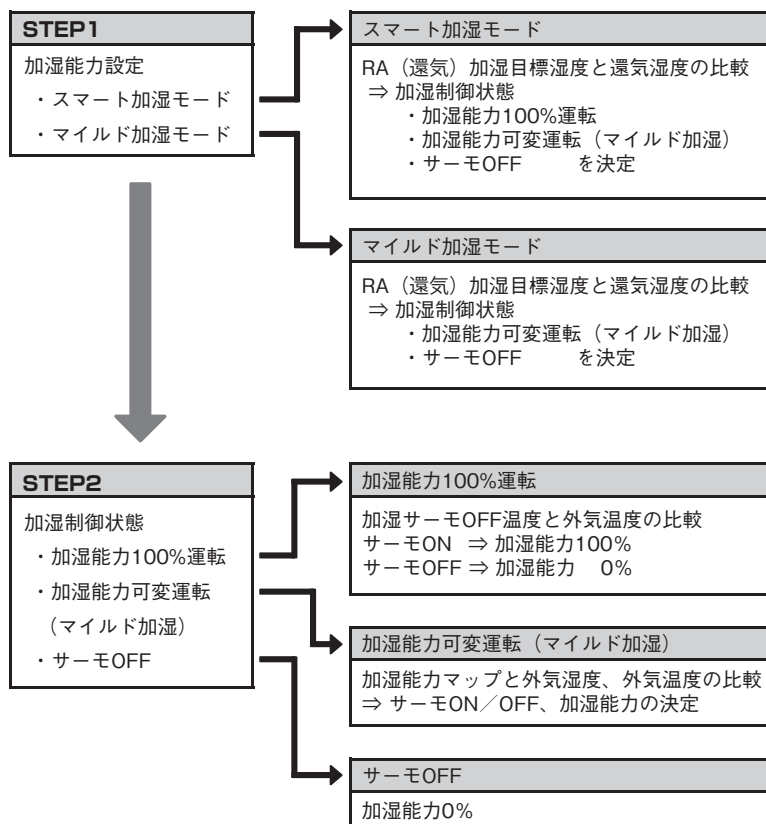 STEP1
加湿能力設定
・スマート加湿モード
・マイルド加湿モード
スマート加湿モード
RA（還気）加湿目標湿度と還気湿度の比較
⇒ 加湿制御状態
・加湿能力100%運転
・加湿能力可変運転（マイルド加湿）
・サーモOFF　　　を決定
マイルド加湿モード
RA（還気）加湿目標湿度と還気湿度の比較
⇒ 加湿制御状態
・加湿能力可変運転（マイルド加湿）
・サーモOFF　　　を決定
STEP2
加湿制御状態
・加湿能力100%運転
・加湿能力可変運転
（マイルド加湿）
・サーモOFF
加湿能力100%運転
加湿サーモOFF温度と外気温度の比較
サーモON ⇒ 加湿能力100%
サーモOFF ⇒ 加湿能力　0%
加湿能力可変運転（マイルド加湿）
加湿能力マップと外気湿度、外気温度の比較
⇒ サーモON／OFF、加湿能力の決定
サーモOFF
加湿能力0%